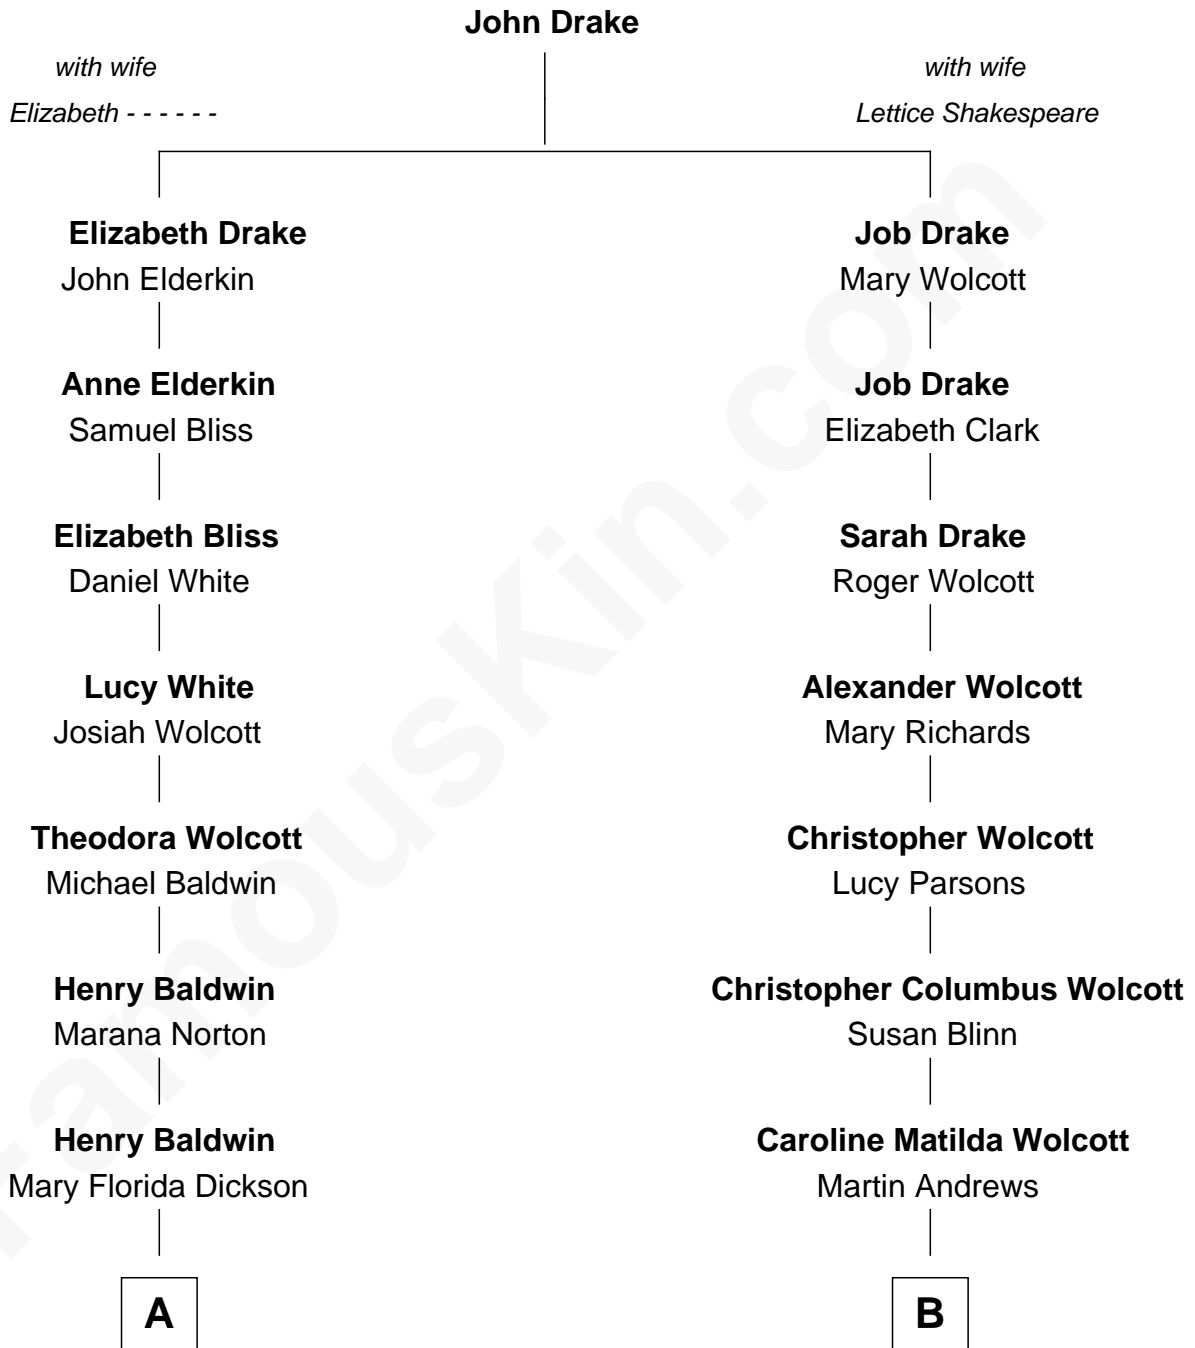 John Drake
with wife
Elizabeth - - - - - -
with wife
Lettice Shakespeare
Elizabeth Drake
John Elderkin
Job Drake
Mary Wolcott
Anne Elderkin
Samuel Bliss
Job Drake
Elizabeth Clark
Elizabeth Bliss
Daniel White
Sarah Drake
Roger Wolcott
Lucy White
Josiah Wolcott
Alexander Wolcott
Mary Richards
Theodora Wolcott
Michael Baldwin
Christopher Wolcott
Lucy Parsons
Henry Baldwin
Marana Norton
Christopher Columbus Wolcott
Susan Blinn
Henry Baldwin
Mary Florida Dickson
Caroline Matilda Wolcott
Martin Andrews
A
B
famouskin.com